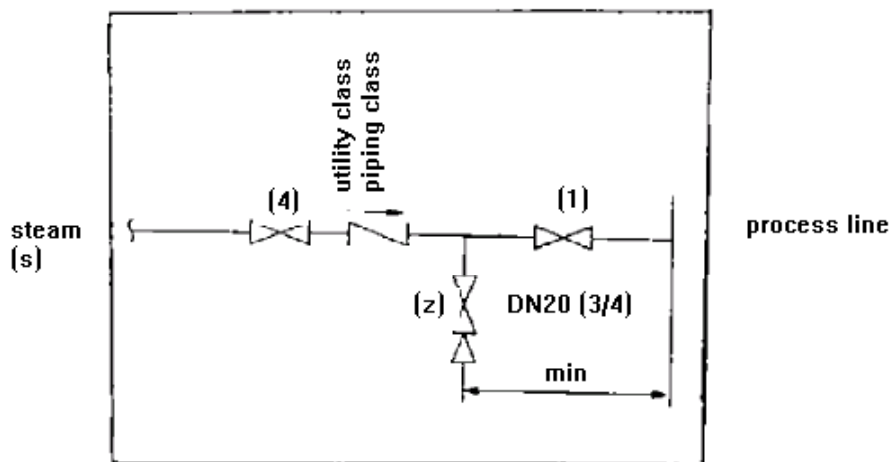 utility class
piping class
(4)
(1)
steam
(s)
process line
(z)
DN20 (3/4)
min